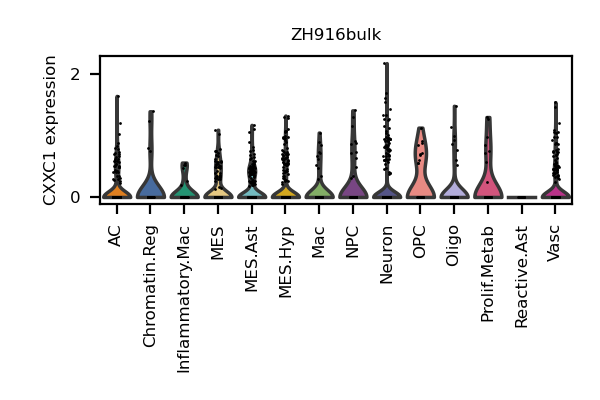 ZH916bulk
CXXC1 expression
2
0
AC
Chromatin.Reg
Inflammatory.Mac
MES
MES.Ast
MES.Hyp
Mac
NPC
Neuron
OPC
Oligo
Prolif.Metab
Reactive.Ast
Vasc